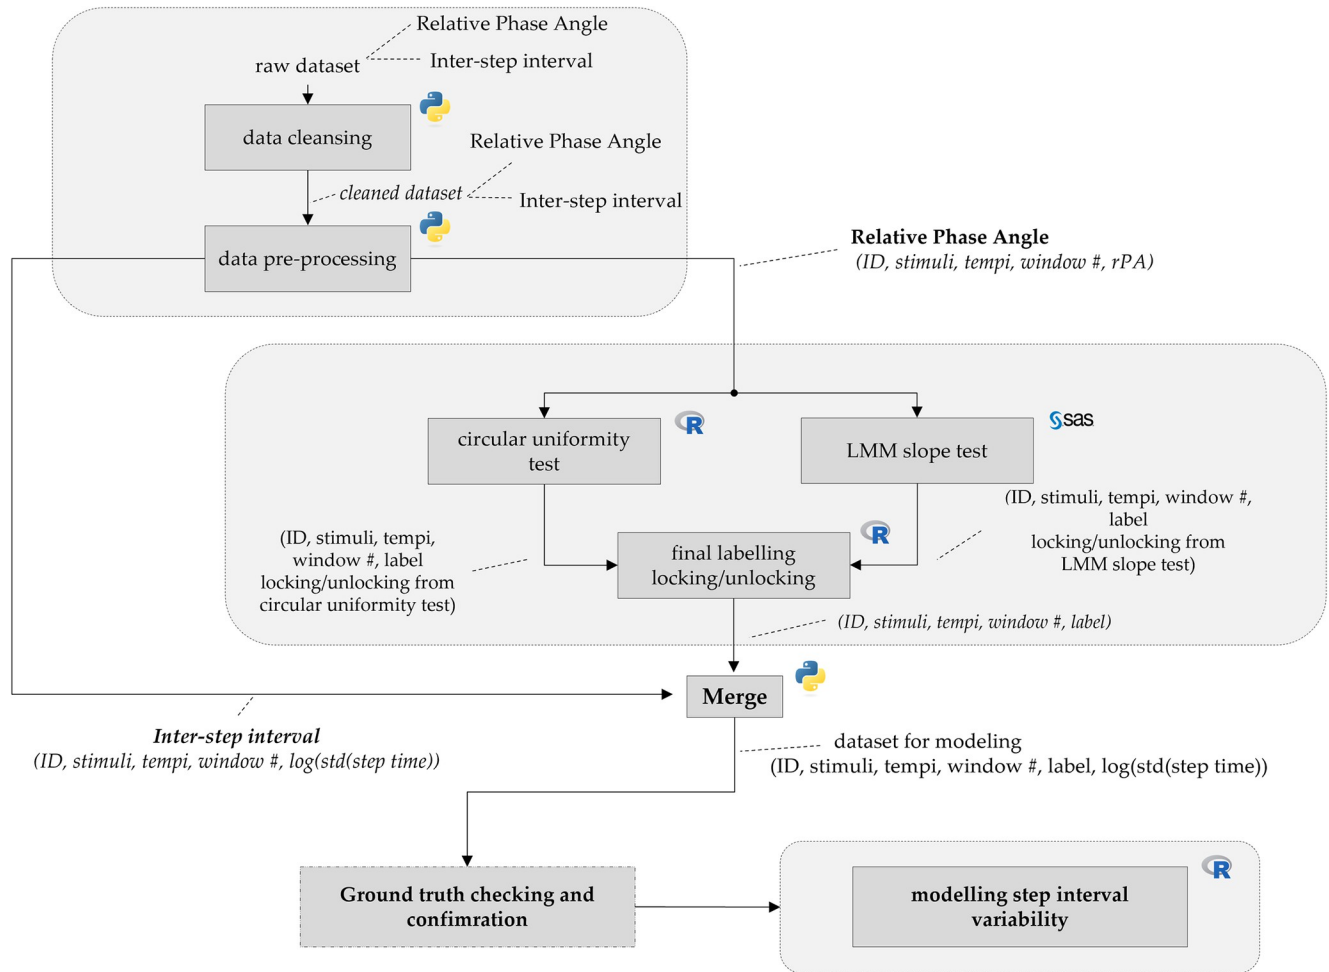 Relative Phase Angle
raw dataset
Inter-step interval
data cleansing
Relative Phase Angle
cleaned dataset
Inter-step interval
data pre-processing
Relative Phase Angle
(ID, stimuli, tempi, window #, rPA)
circular uniformity
test
R
LMM slope test
sas
(ID, stimuli, tempi,
window #, label
locking/unlocking from
circular uniformity test)
final labelling
locking/unlocking
R
(ID, stimuli, tempi, window #,
label
locking/unlocking from
LMM slope test)
(ID, stimuli, tempi, window #, label)
Merge
Inter-step interval
(ID, stimuli, tempi, window #, log(std(step time))
dataset for modeling
(ID, stimuli, tempi, window #, label, log(std(step time))
Ground truth checking and
confimration
modelling step interval
variability
R